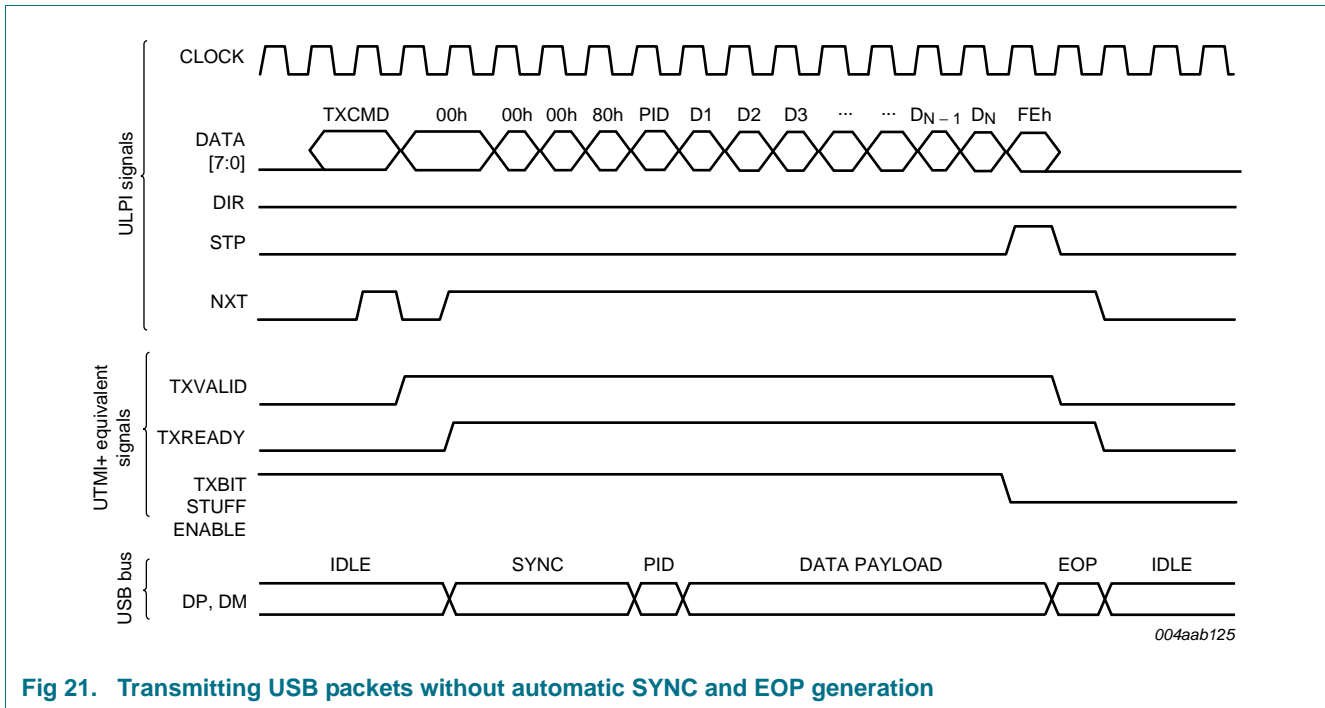 CLOCK
TXCMD 00h 00h 00h 80h PID D1 D2 D3 ... ... DN – 1 DN FEh
DATA
[7:0]
DIR
STP
NXT
ULPI signals
TXVALID
TXREADY
TXBIT
STUFF
ENABLE
UTMI+ equivalent
signals
IDLE SYNC PID DATA PAYLOAD EOP IDLE
DP, DM
USB bus
004aab125
Fig 21. Transmitting USB packets without automatic SYNC and EOP generation